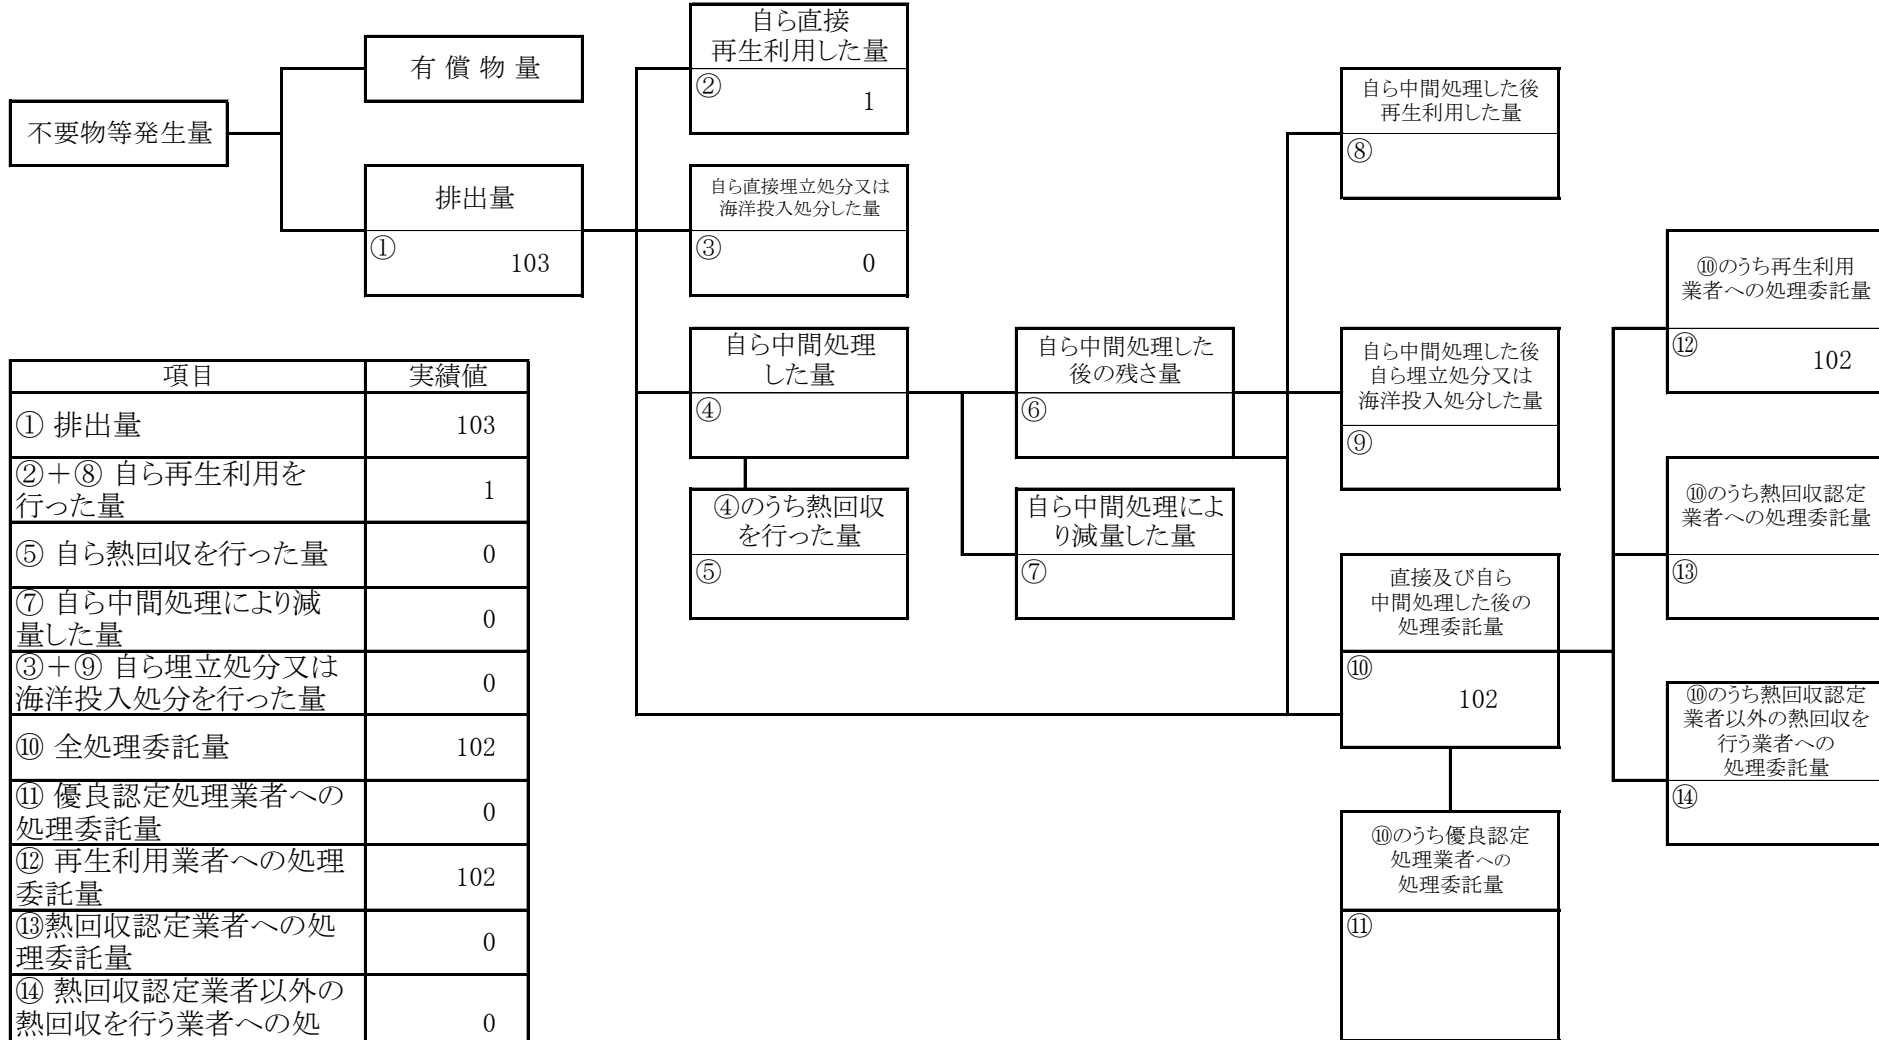 不要物等発生量
有 償 物 量
排出量
①
103
自ら直接
再生利用した量
②
1
自ら直接埋立処分又は
海洋投入処分した量
③
0
自ら中間処理
した量
④
④のうち熱回収
を行った量
⑤
自ら中間処理した
後の残さ量
⑥
自ら中間処理によ
り減量した量
⑦
自ら中間処理した後
再生利用した量
⑧
自ら中間処理した後
自ら埋立処分又は
海洋投入処分した量
⑨
直接及び自ら
中間処理した後の
処理委託量
⑩
102
⑩のうち優良認定
処理業者への
処理委託量
⑪
⑩のうち再生利用
業者への処理委託量
⑫
102
⑩のうち熱回収認定
業者への処理委託量
⑬
⑩のうち熱回収認定
業者以外の熱回収を
行う業者への
処理委託量
⑭
項目 実績値
① 排出量 103
②+⑧ 自ら再生利用を
行った量 1
⑤ 自ら熱回収を行った量 0
⑦ 自ら中間処理により減
量した量 0
③+⑨ 自ら埋立処分又は
海洋投入処分を行った量 0
⑩ 全処理委託量 102
⑪ 優良認定処理業者への
処理委託量 0
⑫ 再生利用業者への処理
委託量 102
⑬熱回収認定業者への処
理委託量 0
⑭ 熱回収認定業者以外の
熱回収を行う業者への処 0